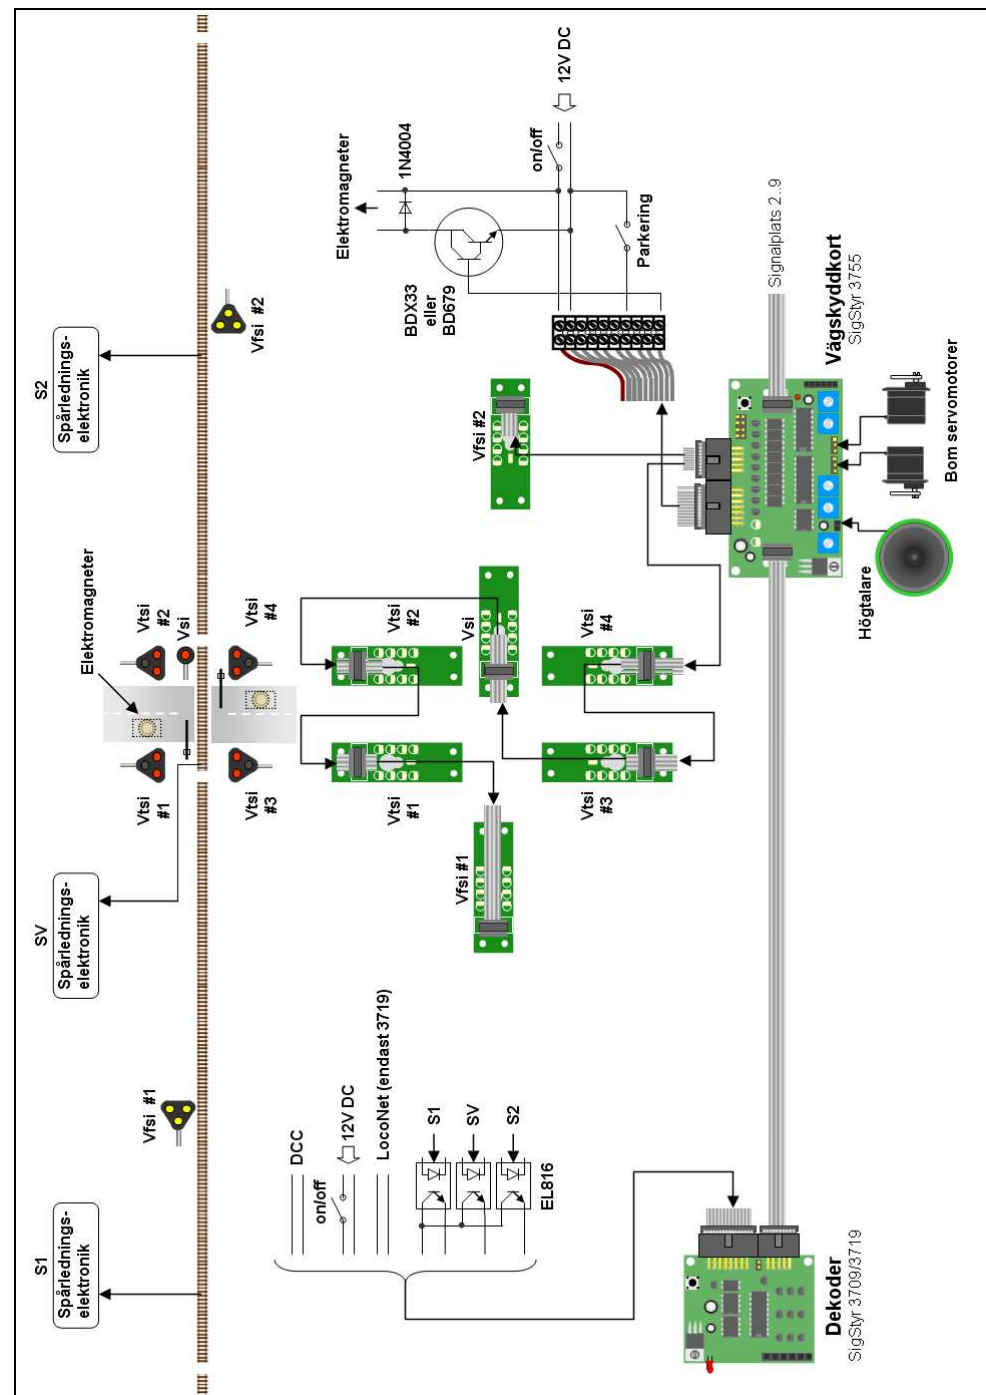 S1
Spårlednings-
elektronik
SV
Spårlednings-
elektronik
S2
Spårlednings-
elektronik
Vfsi #1
Vtsi
#1
Vtsi
#2
Vsi
Elektromagneter
Vtsi
#3
Vtsi
#4
Vfsi #2
DCC
on/off
12V DC
LocoNet (endast 3719)
S1
SV
S2
EL816
Vfsi #1
Vtsi
#1
Vtsi
#2
Vsi
Vtsi
#3
Vtsi
#4
Vfsi #2
Elektromagneter
1N4004
BDX33
eller
BD679
on/off
12V DC
Parkering
Signalplats 2..9
Dekoder
SigStyr 3709/3719
Vägskyddkort
SigStyr 3755
Högtalare
Bom servomotorer